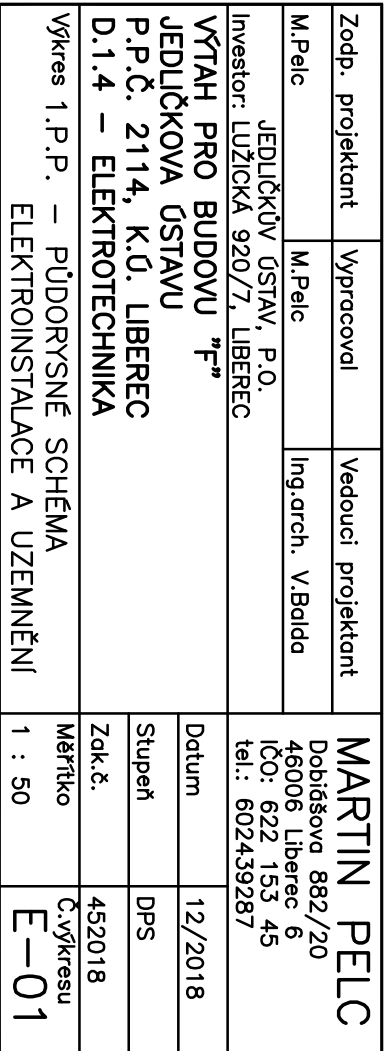 Zodp. projektant Vypracoval Vedouci projektant
M.Pelc M.Pelc Ing.arch. V.Balda
MARTIN PELC
Dobiášova 882/20
46006 Liberec 6
IČO: 622 153 45
tel.: 602439287
JEDLIČKŮV ÚSTAV, P.O.
Investor: LUŽICKÁ 920/7, LIBEREC
VÝTAH PRO BUDOVU "F"
JEDLIČKOVA ÚSTAVU
P.P.Č. 2114, K.Ú. LIBEREC
D.1.4 – ELEKTROTECHNIKA
Datum 12/2018
Stupeň DPS
Zak.č. 452018
Výkres 1.P.P. – PŮDORYSNÉ SCHÉMA
ELEKTROINSTALACE A UZEMNĚNÍ
Měřítko
1 : 50
Č.výkresu
E–01